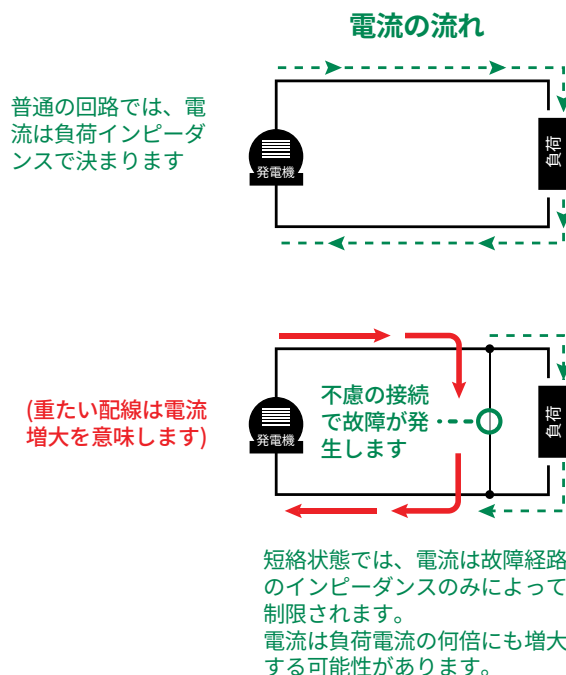 電流の流れ
普通の回路では、電
流は負荷インピーダ
ンスで決まります
発電機
負荷
(重たい配線は電流
増大を意味します)
不慮の接続
で故障が発
生します
発電機
負荷
短絡状態では、電流は故障経路
のインピーダンスのみによって
制限されます。
電流は負荷電流の何倍にも増大
する可能性があります。